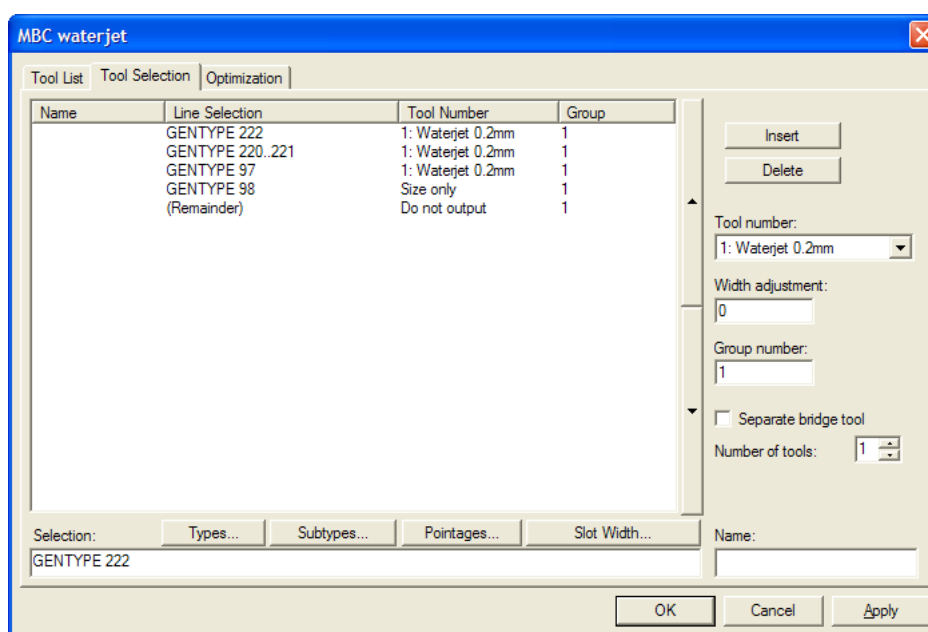 MBC waterjet
Tool List Tool Selection Optimization
Name Line Selection Tool Number Group
GENTYPE 222 1: Waterjet 0.2mm 1
GENTYPE 220..221 1: Waterjet 0.2mm 1
GENTYPE 97 1: Waterjet 0.2mm 1
GENTYPE 98 Size only 1
(Remainder) Do not output 1
Insert
Delete
Tool number:
1: Waterjet 0.2mm
Width adjustment:
0
Group number:
1
Separate bridge tool
Number of tools: 1
Selection: Types... Subtypes... Pointages... Slot Width... Name:
GENTYPE 222
OK Cancel Apply